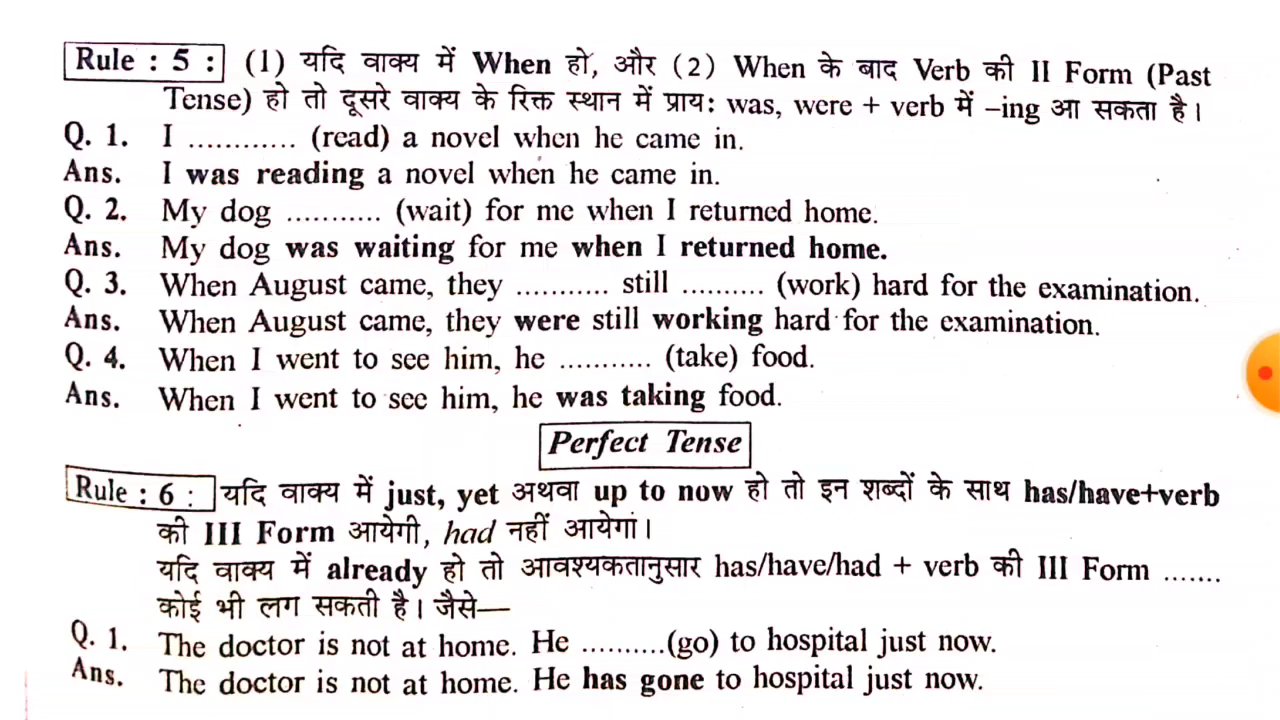 Rule : 5 : (1) यदि वाक्य में When हो, और (2) When के बाद Verb की II Form (Past
Tense) हो तो दूसरे वाक्य के रिक्त स्थान में प्राय: was, were + verb में –ing आ सकता है।
Q. 1. I ............ (read) a novel when he came in.
Ans. I was reading a novel when he came in.
Q. 2. My dog ........... (wait) for me when I returned home.
Ans. My dog was waiting for me when I returned home.
Q. 3. When August came, they ........... still .......... (work) hard for the examination.
Ans. When August came, they were still working hard for the examination.
Q. 4. When I went to see him, he ........... (take) food.
Ans. When I went to see him, he was taking food.
Perfect Tense
Rule : 6 : यदि वाक्य में just, yet अथवा up to now हो तो इन शब्दों के साथ has/have+verb
की III Form आयेगी, had नहीं आयेगां।
यदि वाक्य में already हो तो आवश्यकतानुसार has/have/had + verb की III Form .......
कोई भी लग सकती है। जैसे—
Q. 1. The doctor is not at home. He ..........(go) to hospital just now.
Ans. The doctor is not at home. He has gone to hospital just now.